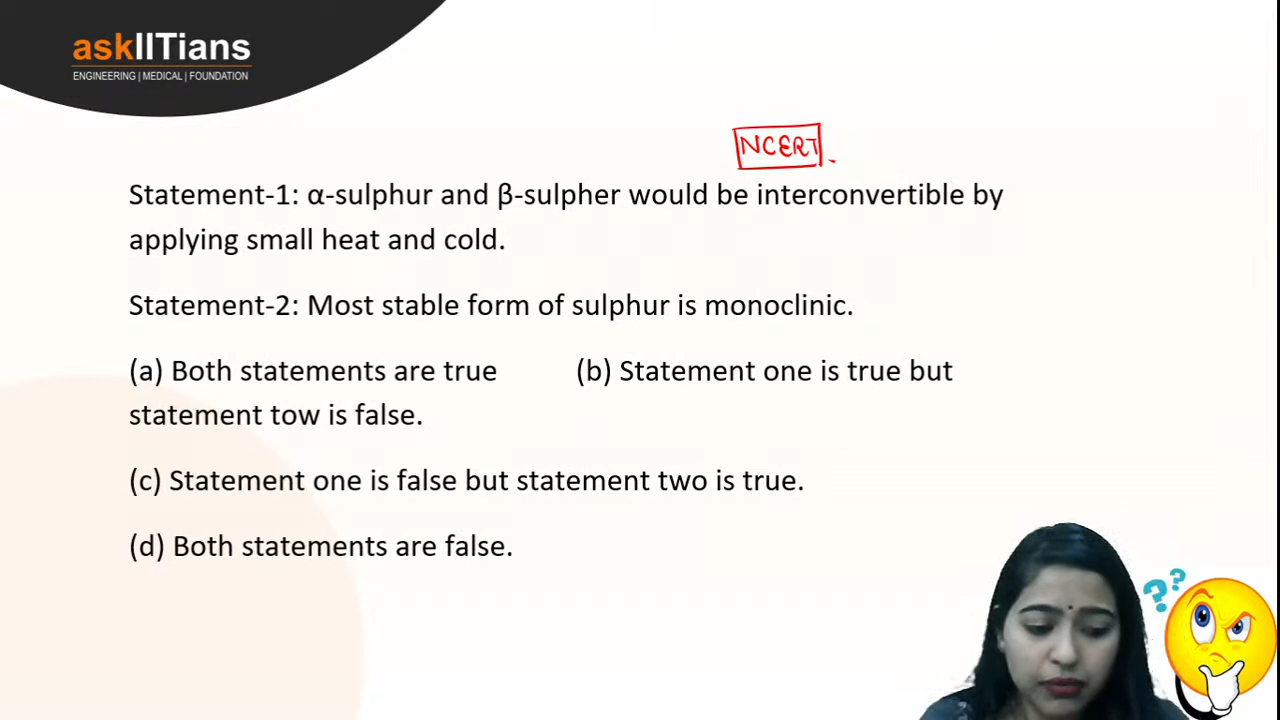 askIITians
ENGINEERING | MEDICAL | FOUNDATION
NCERT.
Statement-1: α-sulphur and β-sulpher would be interconvertible by
applying small heat and cold.
Statement-2: Most stable form of sulphur is monoclinic.
(a) Both statements are true (b) Statement one is true but
statement tow is false.
(c) Statement one is false but statement two is true.
(d) Both statements are false.
? ?